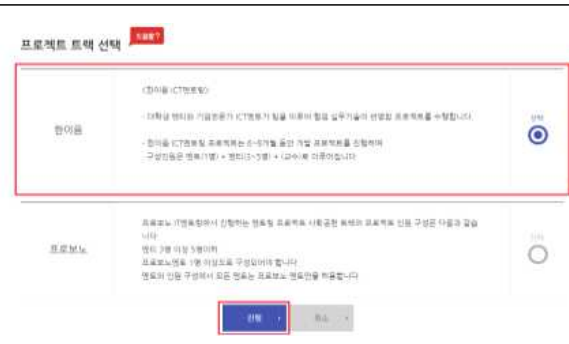 프로젝트 트랙 선택
도움말?
한이음
<한이음 ICT멘토링>
- 대학생 멘티와 기업전문가 ICT멘토가 팀을 이루어 협업 실무기술이 반영된 프로젝트를 수행합니다.
- 한이음 ICT멘토링 프로젝트는 6~9개월 동안 개발 프로젝트를 진행하며
- 구성인원은 멘토(1명) + 멘티(3~5명) + (교수)로 이루어집니다
선택
프로보노
프로보노 IT멘토링에서 진행하는 멘토링 프로젝트 사회공헌 트랙의 프로젝트 인원 구성은 다음과 같습
니다
멘티 3명 이상 5명이하
프로보노멘토 1명 이상으로 구성되어야 합니다
멘토의 인원 구성에서 모든 멘토는 프로보노 멘토만을 허용합니다
선택
진행
취소